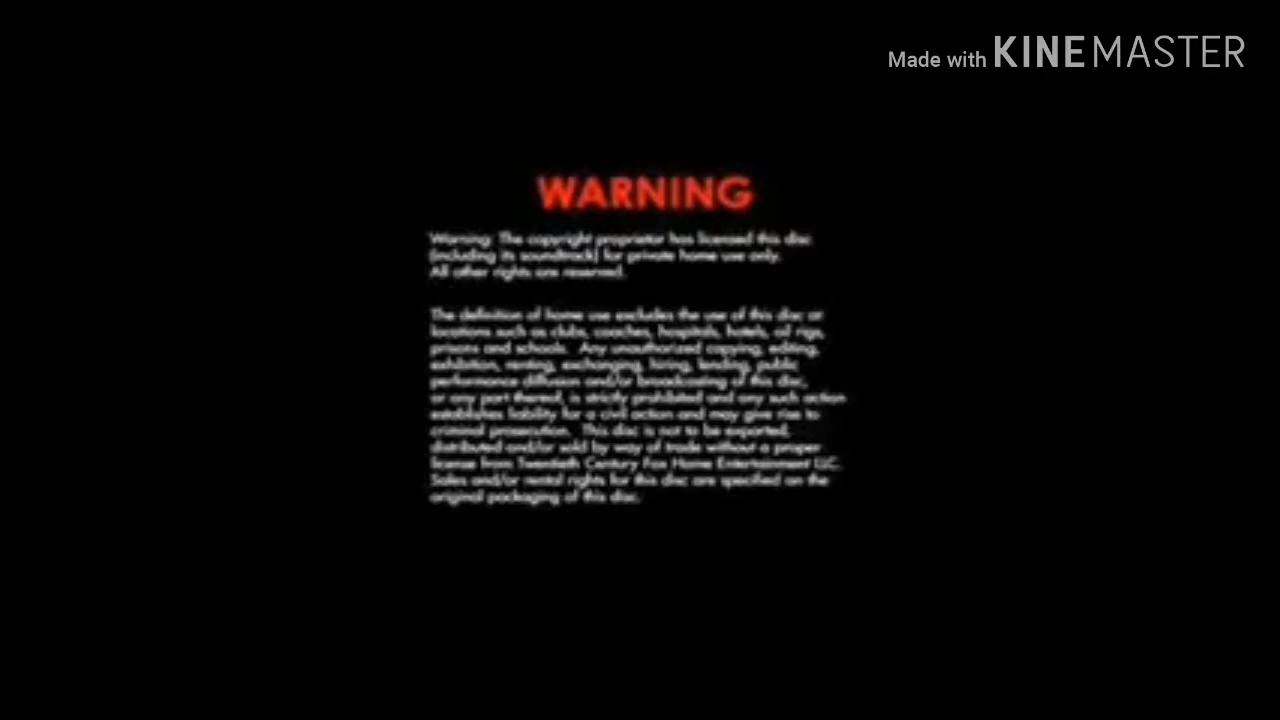 Made with KINEMASTER
WARNING
Warning: The copyright proprietor has licensed this disc
(including its soundtrack) for private home use only.
All other rights are reserved.
The definition of home use excludes the use of this disc at
locations such as clubs, coaches, hospitals, hotels, oil rigs,
prisons and schools. Any unauthorized copying, editing,
exhibition, renting, exchanging, hiring, lending, public
performance diffusion and/or broadcasting of this disc,
or any part thereof, is strictly prohibited and any such action
establishes liability for a civil action and may give rise to
criminal prosecution. This disc is not to be exported,
distributed and/or sold by way of trade without a proper
license from Twentieth Century Fox Home Entertainment LLC.
Sales and/or rental rights for this disc are specified on the
original packaging of this disc.